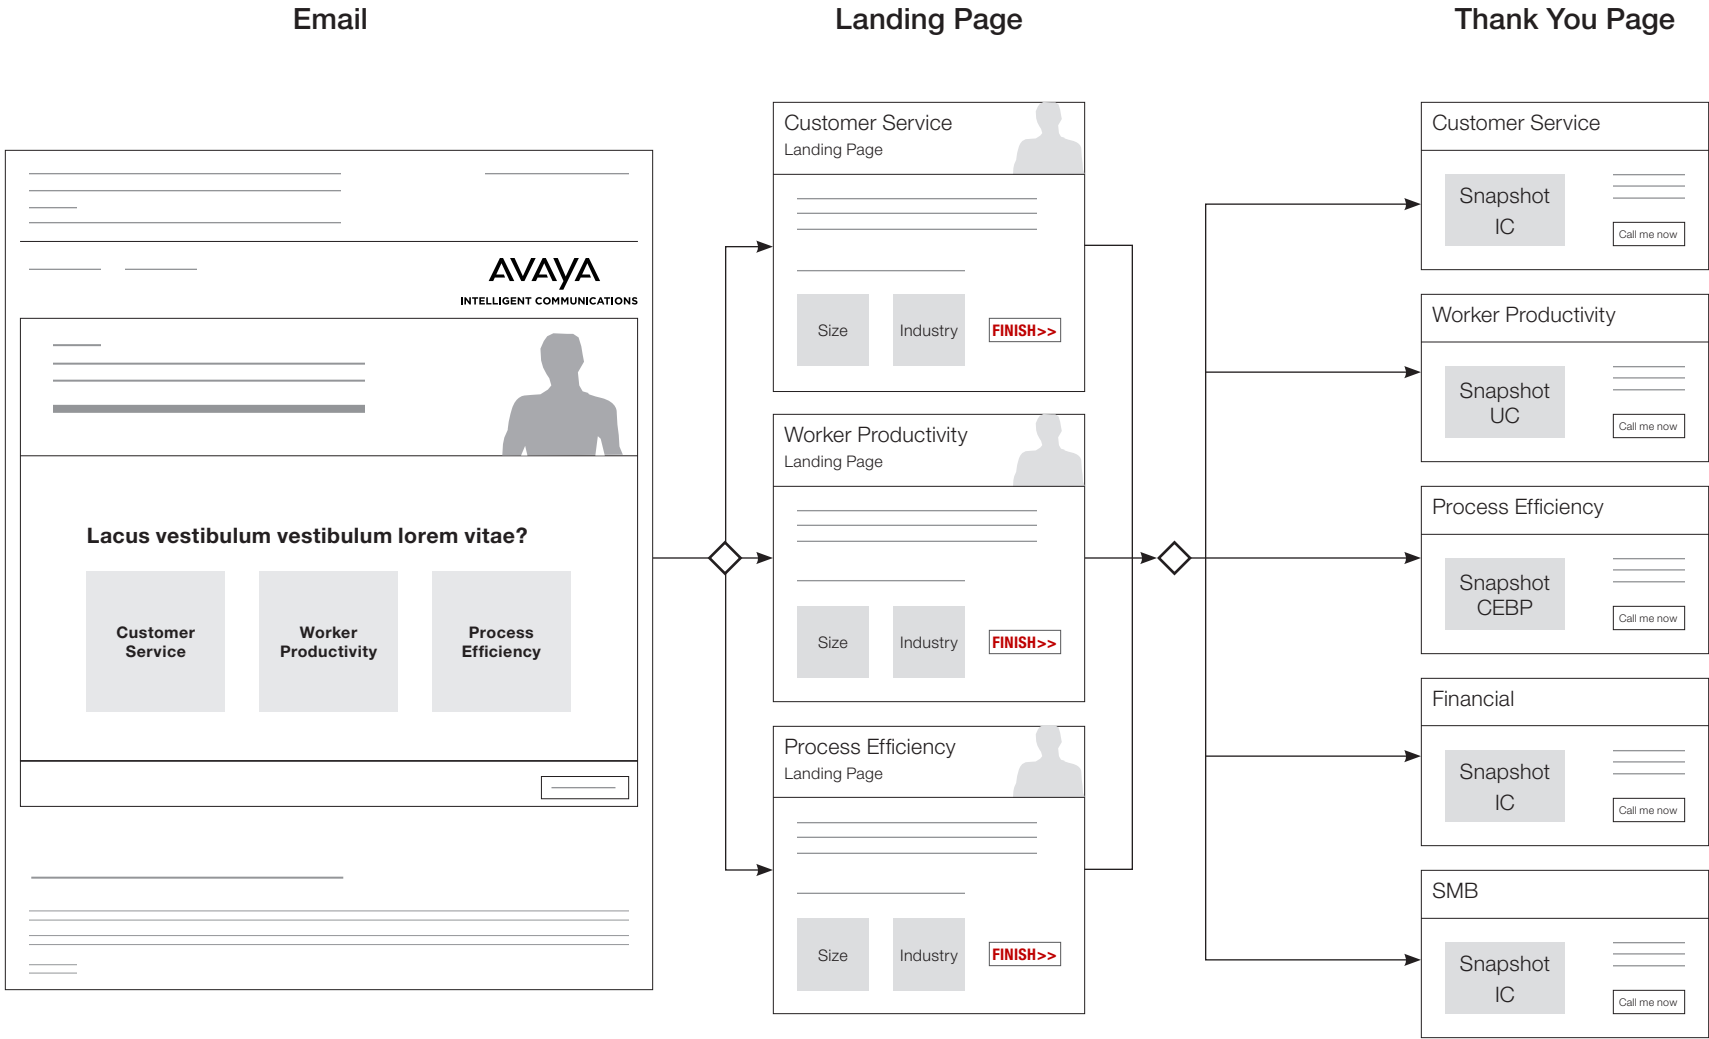 Email
Landing Page
Thank You Page
AVAYA
INTELLIGENT COMMUNICATIONS
Lacus vestibulum vestibulum lorem vitae?
Customer
Service
Worker
Productivity
Process
Efficiency
Customer Service
Landing Page
Size
Industry
FINISH>>
Worker Productivity
Landing Page
Size
Industry
FINISH>>
Process Efficiency
Landing Page
Size
Industry
FINISH>>
Customer Service
Snapshot
IC
Call me now
Worker Productivity
Snapshot
UC
Call me now
Process Efficiency
Snapshot
CEBP
Call me now
Financial
Snapshot
IC
Call me now
SMB
Snapshot
IC
Call me now